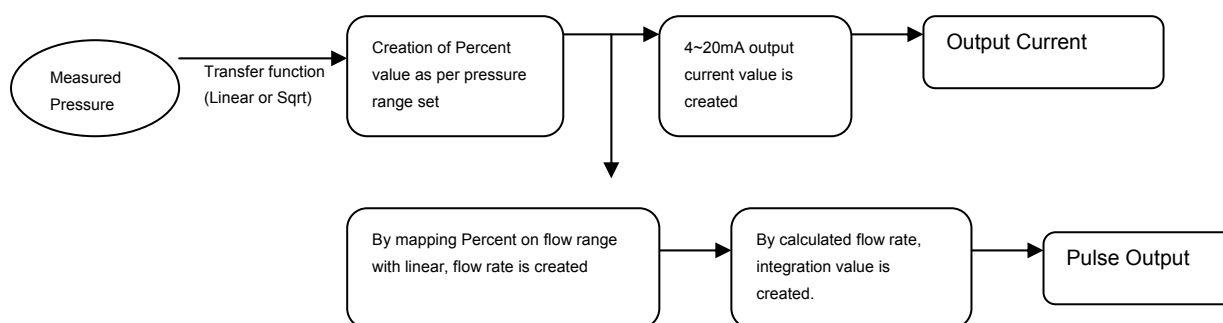 Measured
Pressure
Transfer function
(Linear or Sqrt)
Creation of Percent
value as per pressure
range set
4~20mA output
current value is
created
Output Current
By mapping Percent on flow range
with linear, flow rate is created
By calculated flow rate,
integration value is
created.
Pulse Output